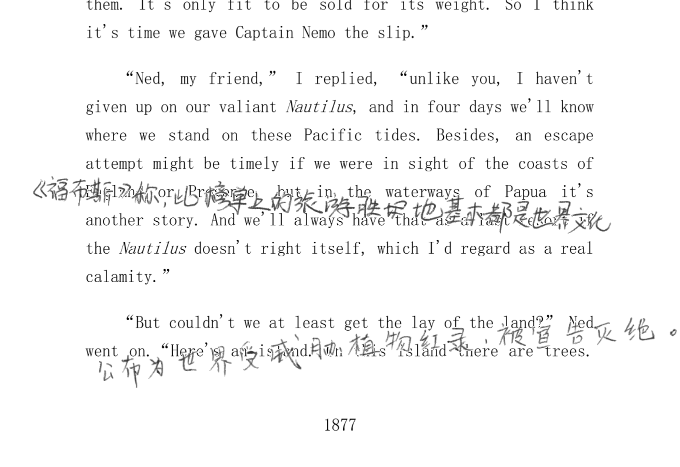 them. It's only fit to be sold for its weight. So I think
it's time we gave Captain Nemo the slip.”
“Ned, my friend,” I replied, “unlike you, I haven't
given up on our valiant Nautilus, and in four days we'll know
where we stand on these Pacific tides. Besides, an escape
attempt might be timely if we were in sight of the coasts of
England or Provence, but in the waterways of Papua it's
《福布斯》称,此榜单上的旅游胜地基本都是世界文化
another story. And we'll always have that as a last resort if
the Nautilus doesn't right itself, which I'd regard as a real
calamity.”
“But couldn't we at least get the lay of the land?” Ned
went on. “Here's an island. On this island there are trees.
公布为世界受威胁植物红录,被宣告灭绝。
1877